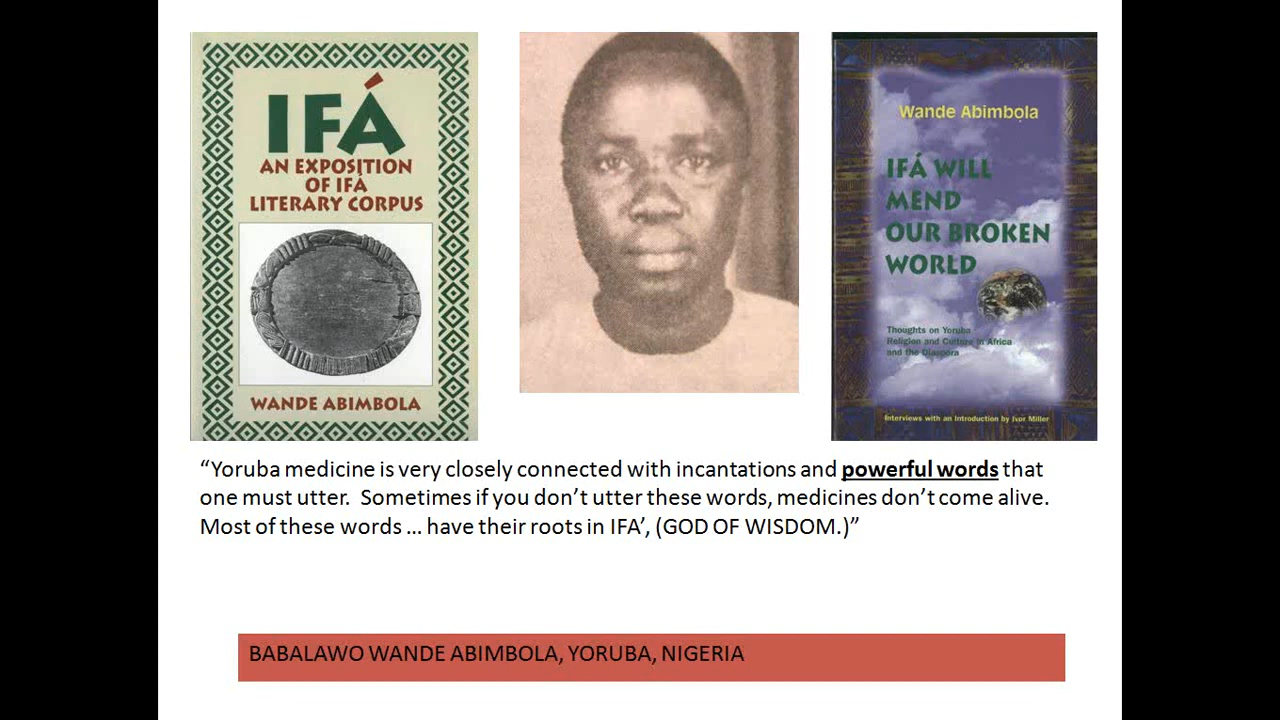 IFÁ
AN EXPOSITION
OF IFÁ
LITERARY CORPUS
WANDE ABIMBOLA
Wande Abimbọla
IFÁ WILL
MEND
OUR BROKEN
WORLD
Thoughts on Yoruba
Religion and Culture in Africa
and the Diaspora
Interviews with an Introduction by Ivor Miller
“Yoruba medicine is very closely connected with incantations and powerful words that
one must utter.  Sometimes if you don’t utter these words, medicines don’t come alive.
Most of these words … have their roots in IFA’, (GOD OF WISDOM.)”
BABALAWO WANDE ABIMBOLA, YORUBA, NIGERIA